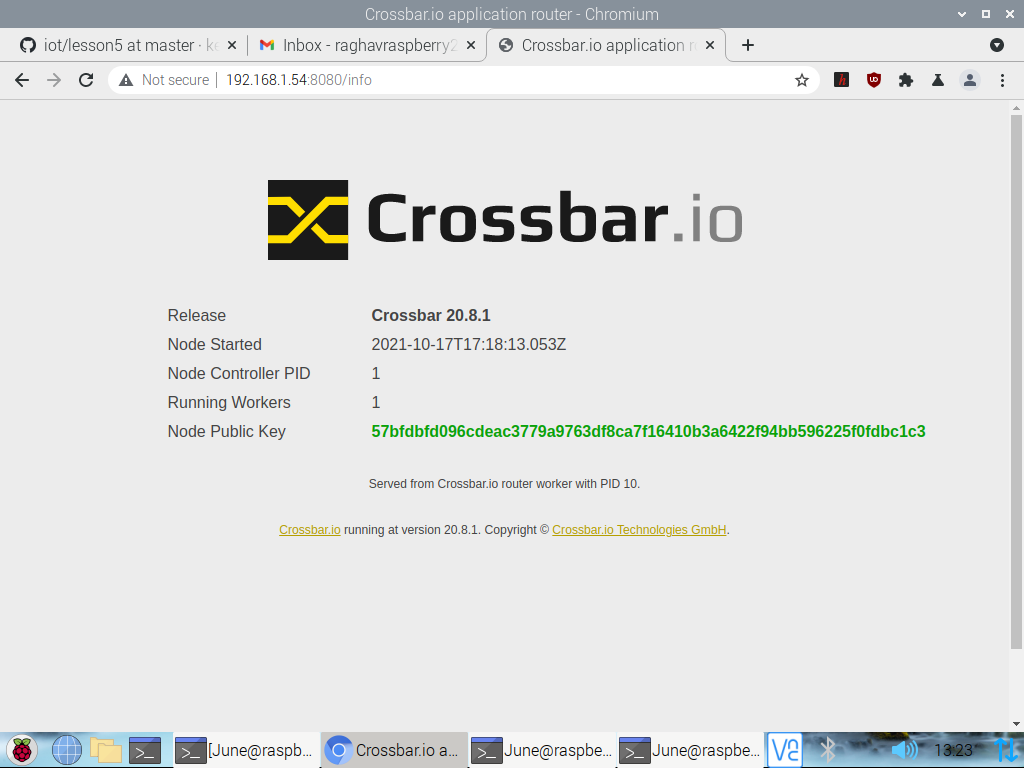 Crossbar.io application router - Chromium
iot/lesson5 at master · ke
Inbox - raghavraspberry2
Crossbar.io application r
Not secure 192.168.1.54:8080/info
Crossbar.io
Release Crossbar 20.8.1
Node Started 2021-10-17T17:18:13.053Z
Node Controller PID 1
Running Workers 1
Node Public Key 57bfdbfd096cdeac3779a9763df8ca7f16410b3a6422f94bb596225f0fdbc1c3
Served from Crossbar.io router worker with PID 10.
Crossbar.io running at version 20.8.1. Copyright © Crossbar.io Technologies GmbH.
[June@raspb... Crossbar.io a... June@raspbe... June@raspbe... 13:23